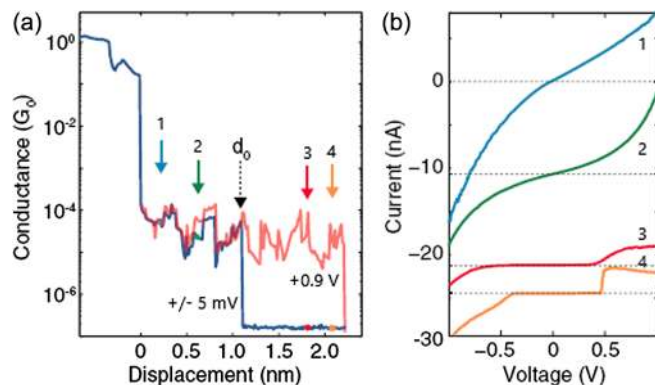 (a)
Conductance (G₀)
10⁰
10⁻²
10⁻⁴
10⁻⁶
1
2
d₀
3
4
+/- 5 mV
+0.9 V
0
0.5
1.0
1.5
2.0
Displacement (nm)
(b)
Current (nA)
0
−10
−20
−30
1
2
3
4
−0.5
0
0.5
Voltage (V)